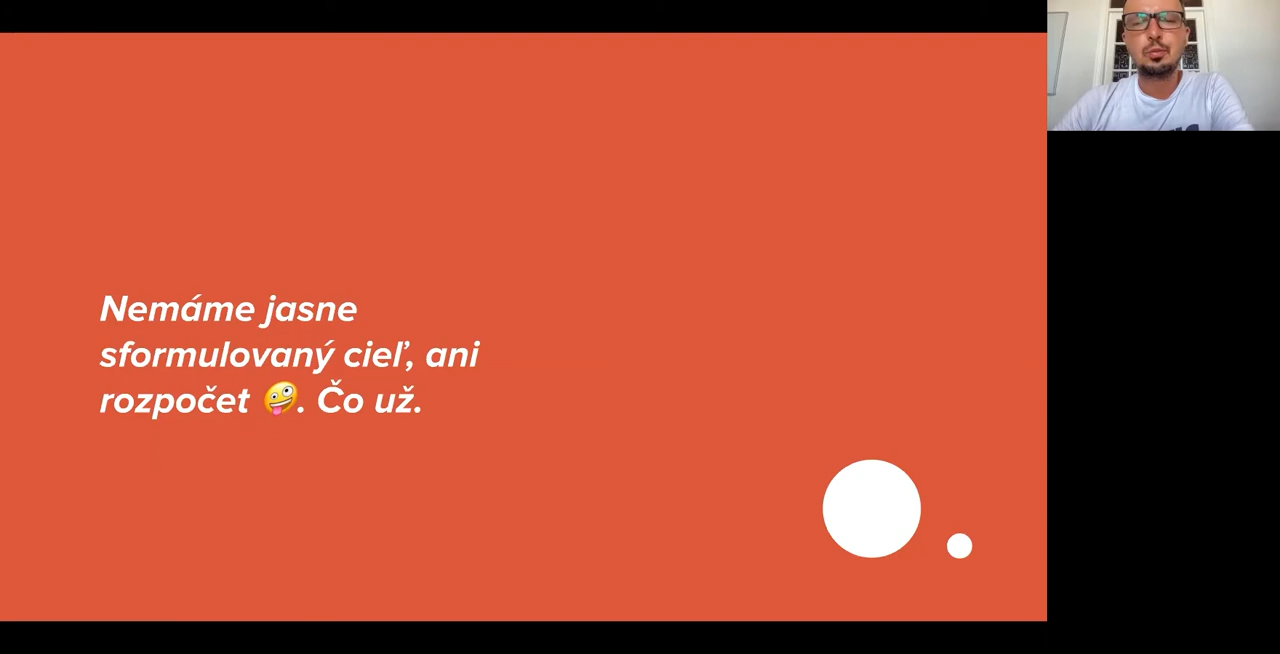 Nemáme jasne
sformulovaný cieľ, ani
rozpočet 🤪. Čo už.